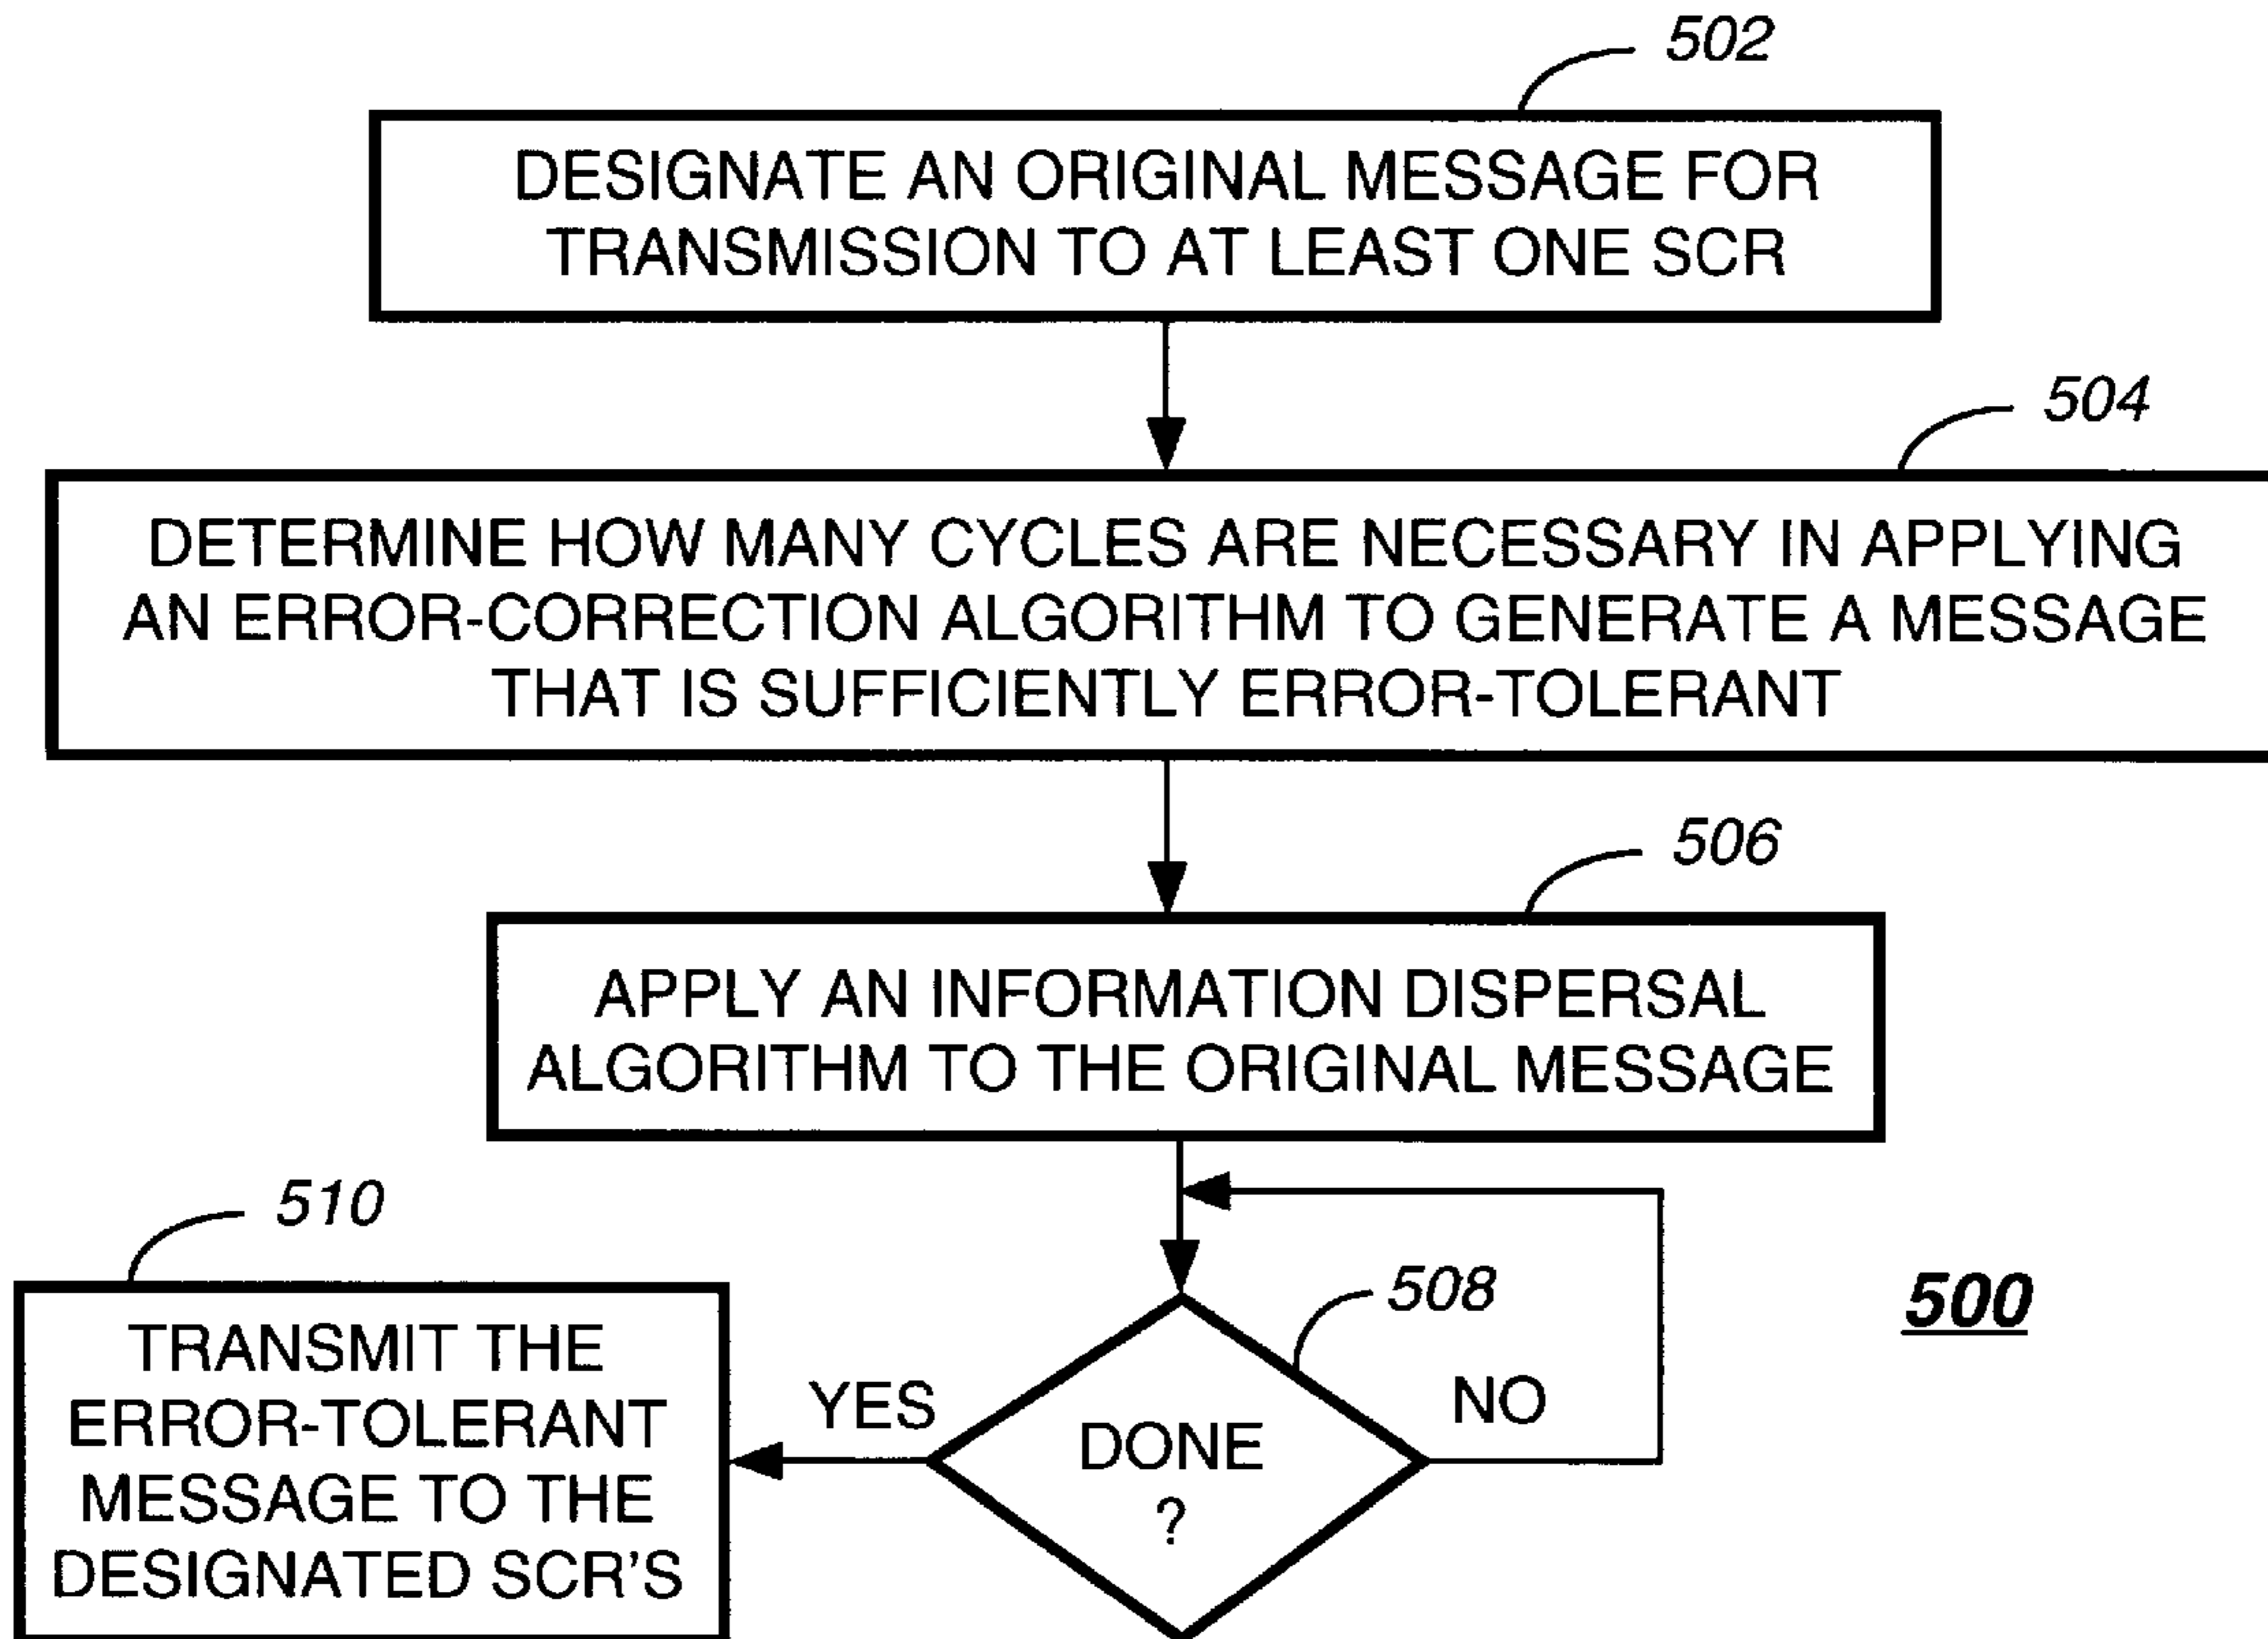 502
DESIGNATE AN ORIGINAL MESSAGE FOR
TRANSMISSION TO AT LEAST ONE SCR
504
DETERMINE HOW MANY CYCLES ARE NECESSARY IN APPLYING
AN ERROR-CORRECTION ALGORITHM TO GENERATE A MESSAGE
THAT IS SUFFICIENTLY ERROR-TOLERANT
506
APPLY AN INFORMATION DISPERSAL
ALGORITHM TO THE ORIGINAL MESSAGE
510
TRANSMIT THE
ERROR-TOLERANT
MESSAGE TO THE
DESIGNATED SCR'S
YES
508
DONE
?
NO
500